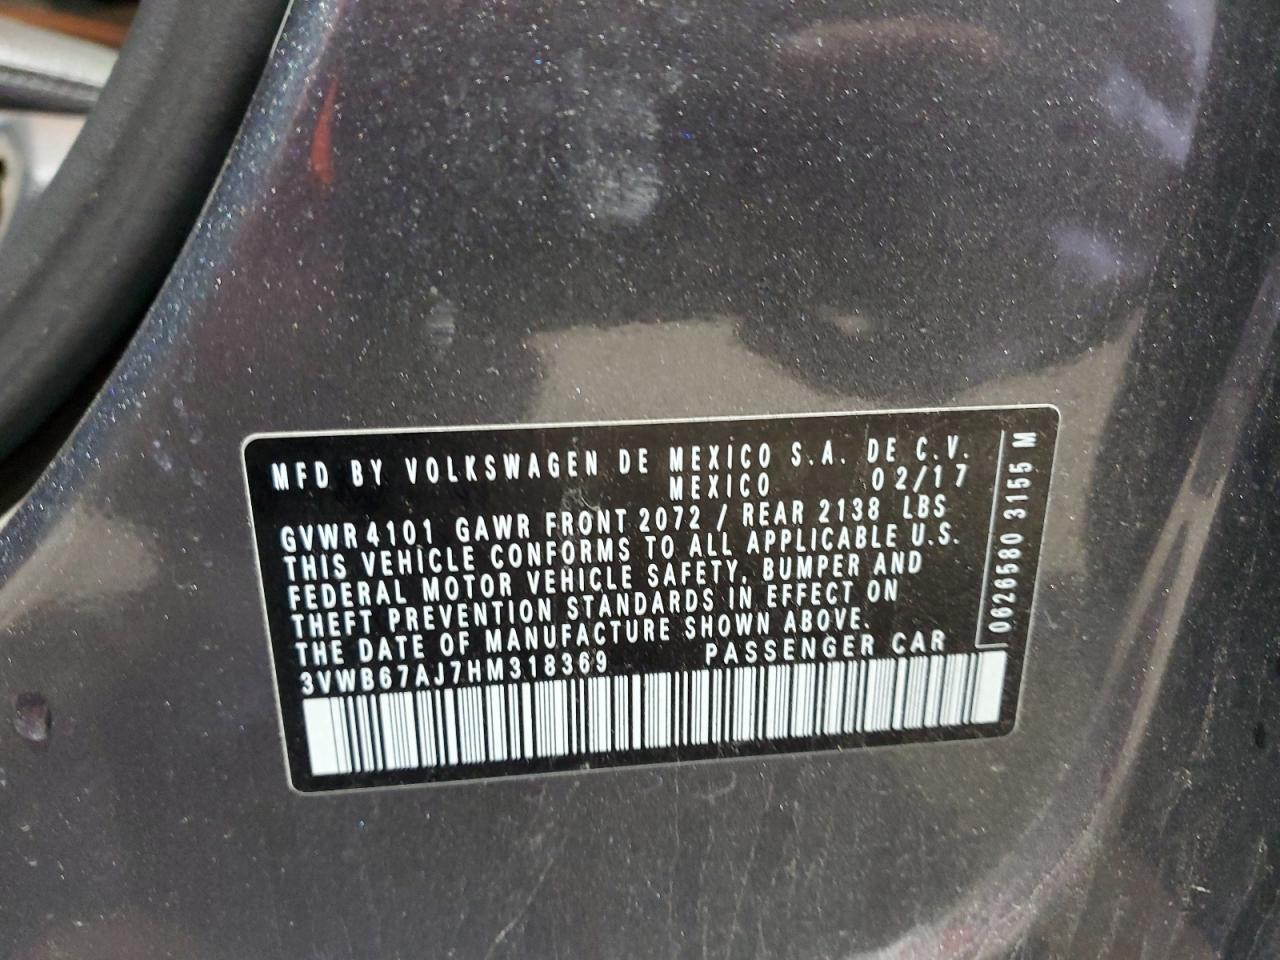 MFD BY VOLKSWAGEN DE MEXICO S.A. DE C.V.
MEXICO 02/17
GVWR 4101 GAWR FRONT 2072 / REAR 2138 LBS
THIS VEHICLE CONFORMS TO ALL APPLICABLE U.S.
FEDERAL MOTOR VEHICLE SAFETY, BUMPER AND
THEFT PREVENTION STANDARDS IN EFFECT ON
THE DATE OF MANUFACTURE SHOWN ABOVE.
3VWB67AJ7HM318369 PASSENGER CAR
0626580 3155 M